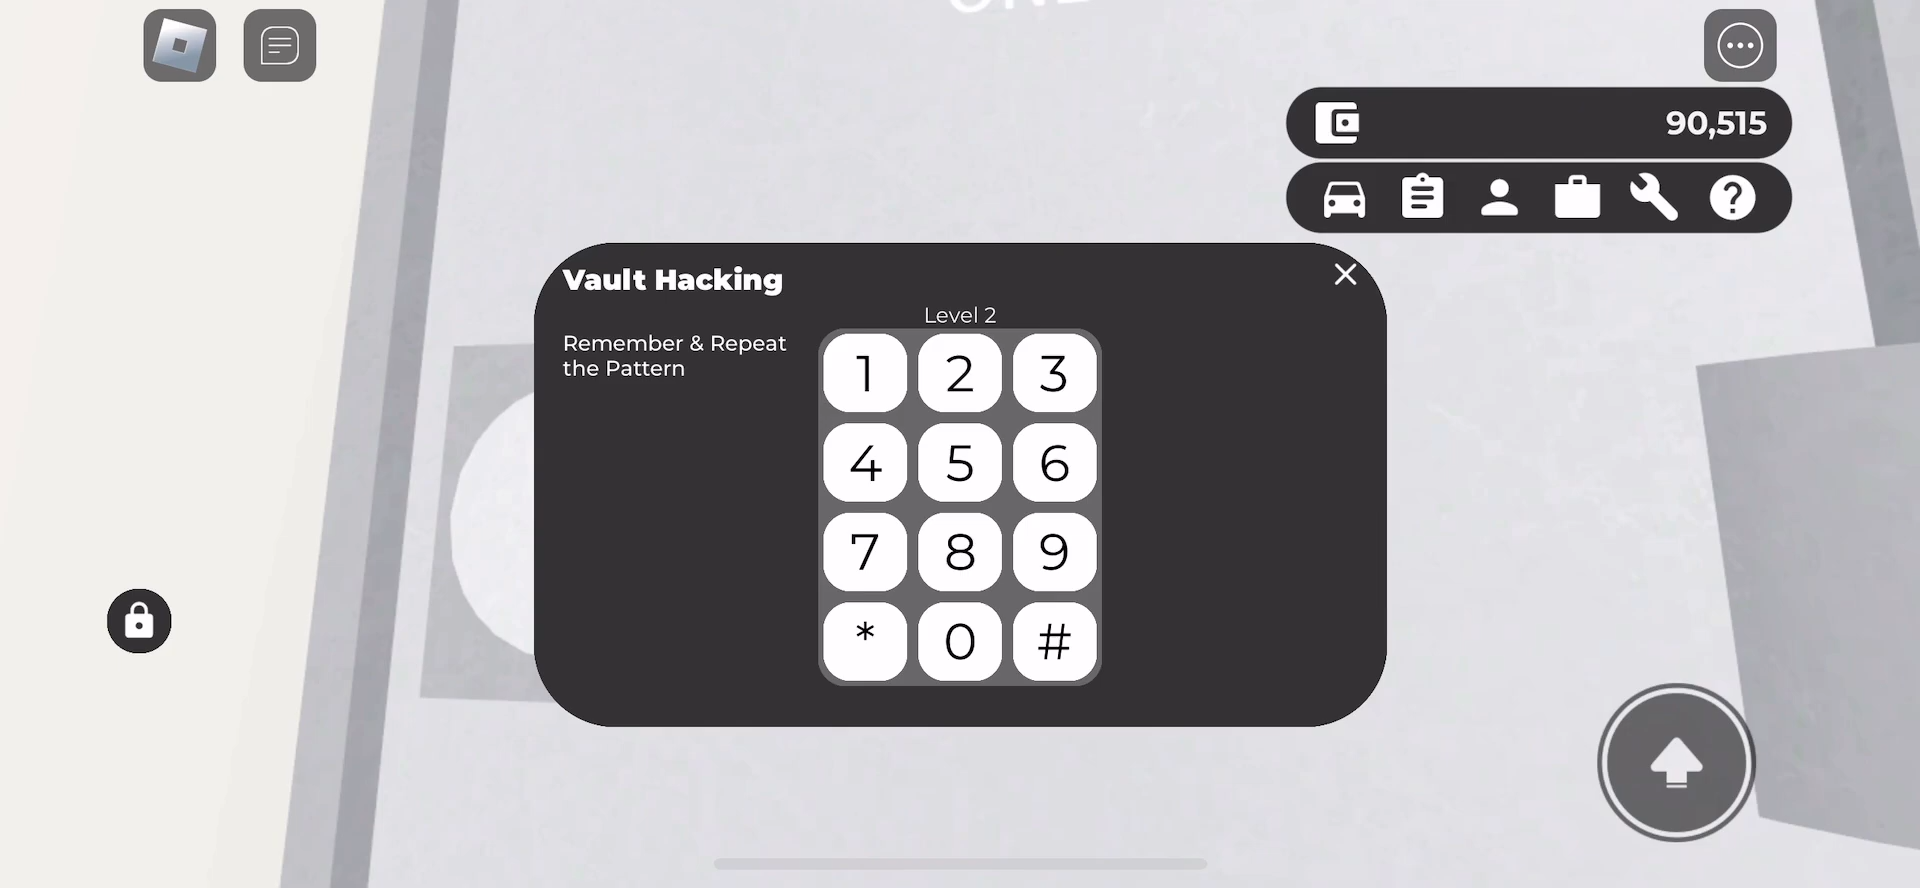 90,515
Vault Hacking
Level 2
Remember & Repeat
the Pattern
1 2 3
4 5 6
7 8 9
* 0 #